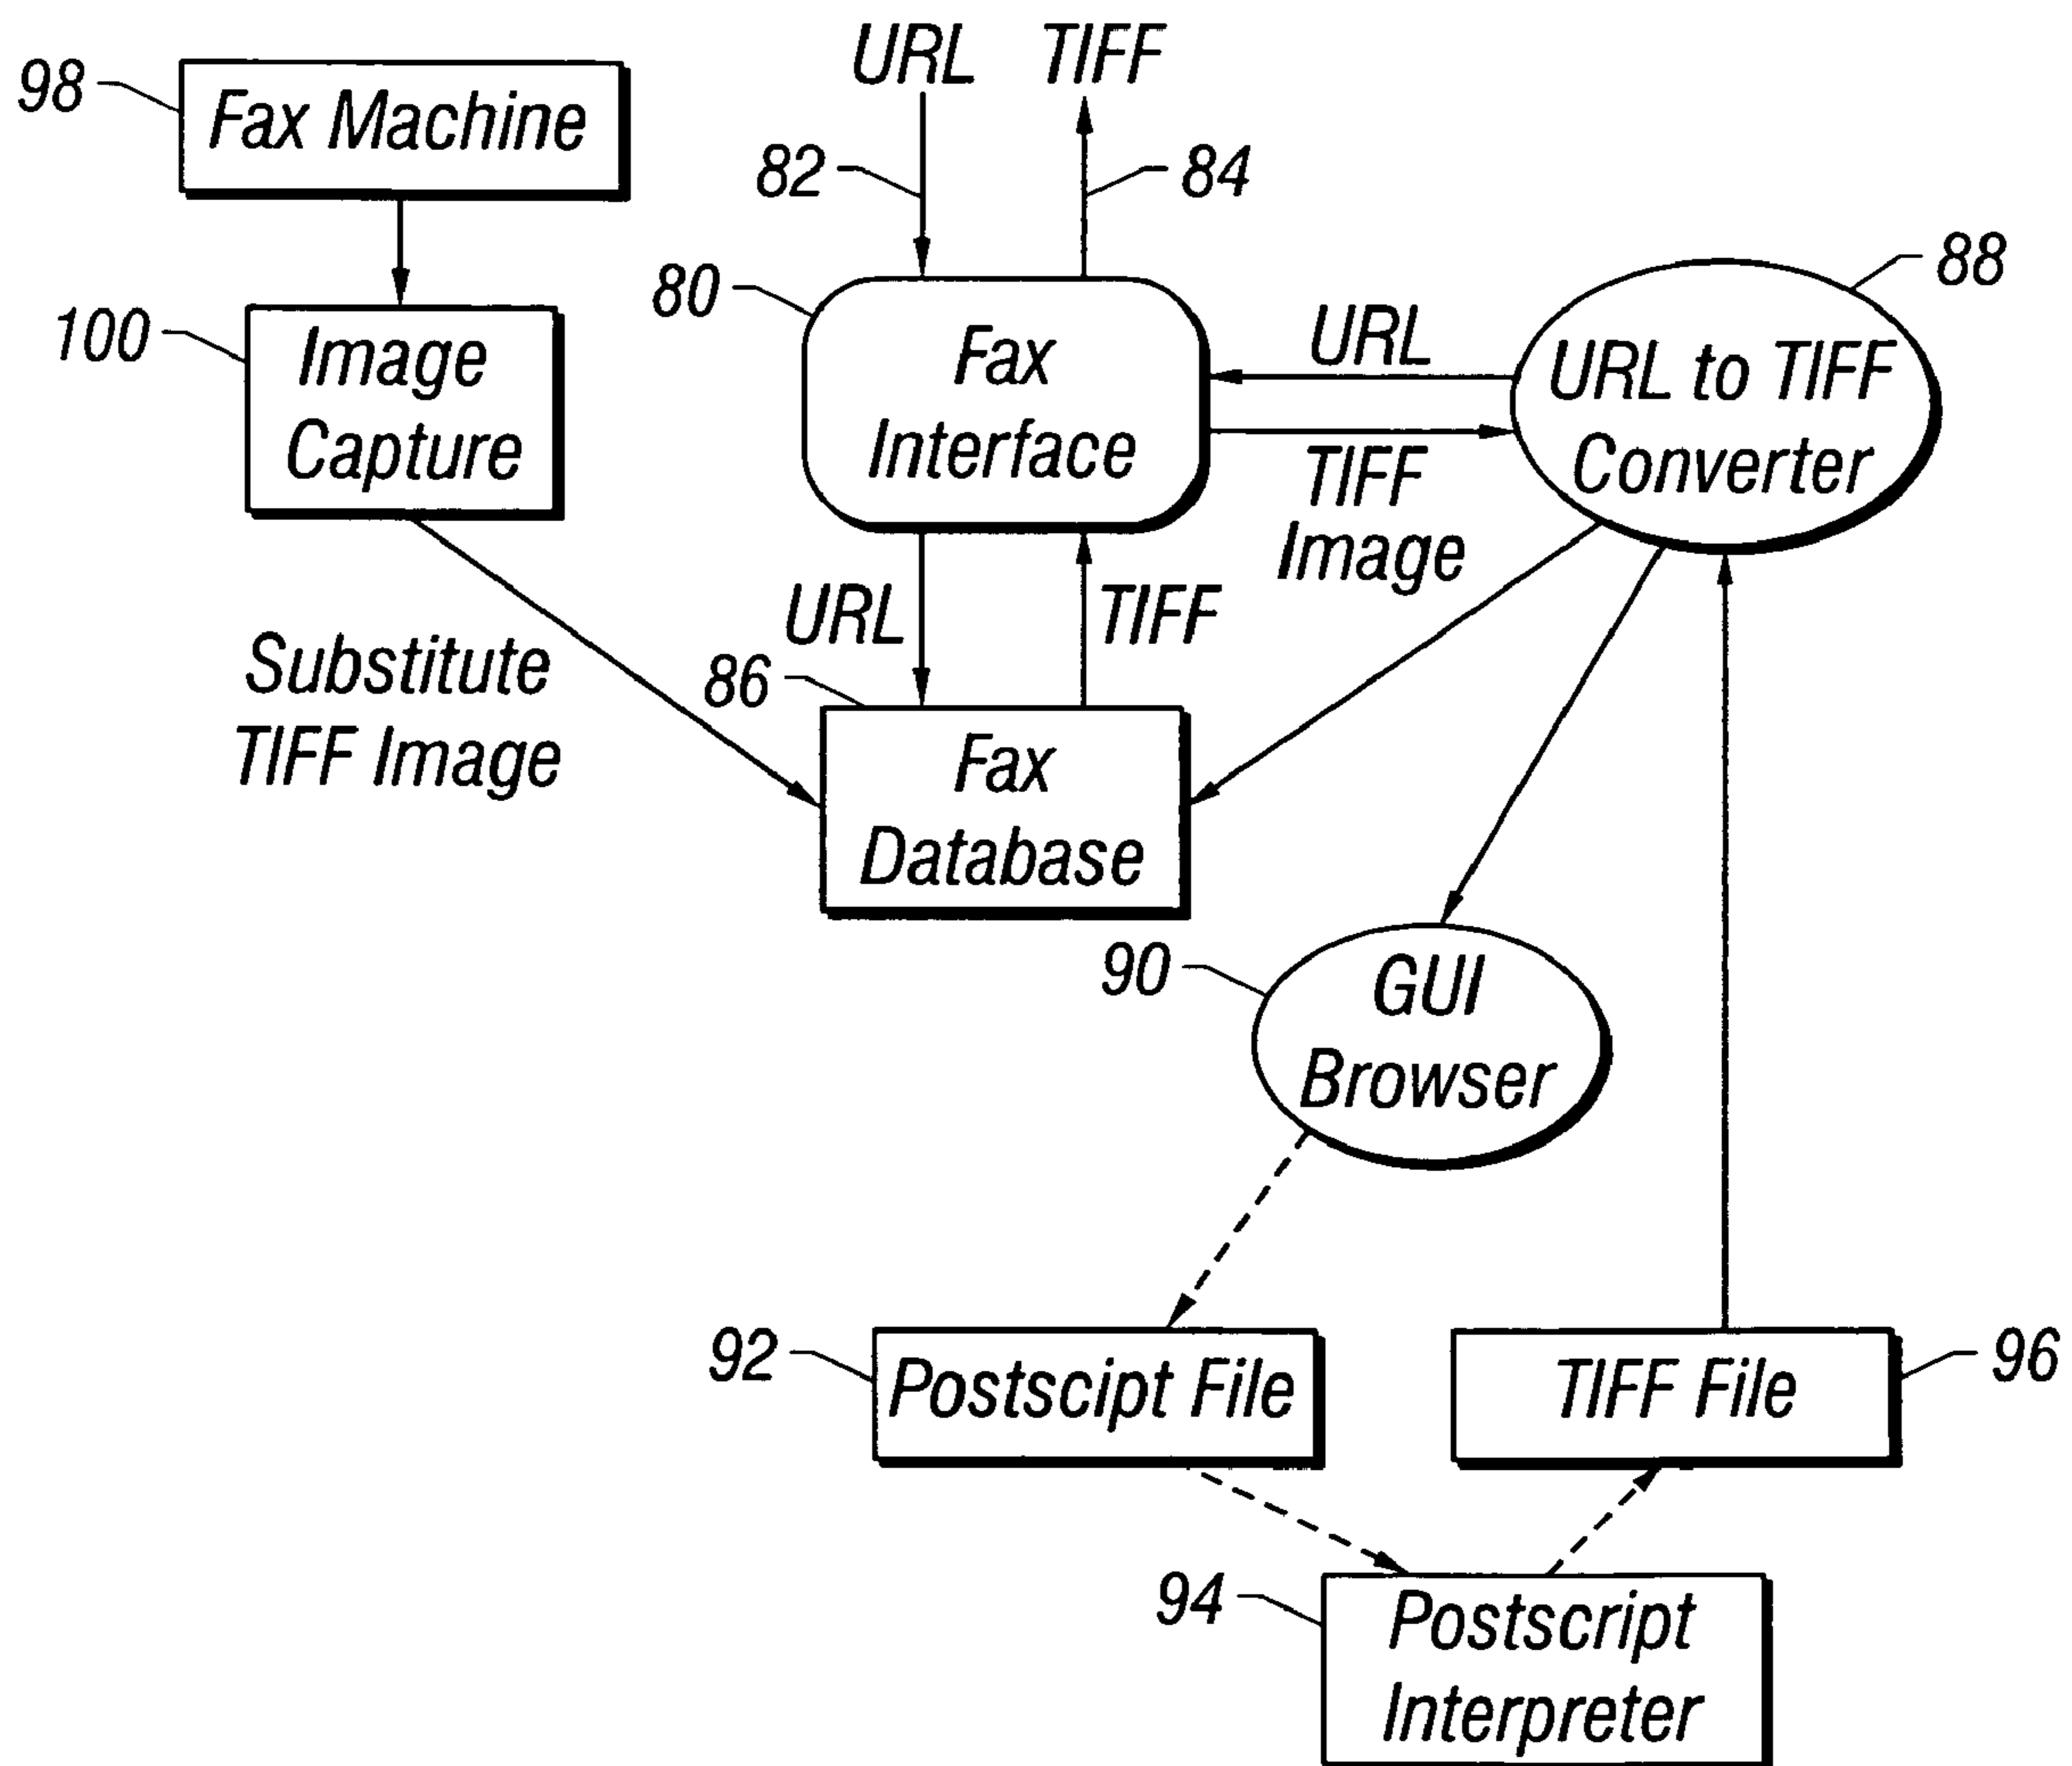 URL TIFF
98
Fax Machine
82
84
88
80
100
Image
Capture
Fax
Interface
URL
URL to TIFF
Converter
TIFF
Image
URL
TIFF
Substitute
TIFF Image
86
Fax
Database
90
GUI
Browser
92
Postscipt File
TIFF File
96
94
Postscript
Interpreter